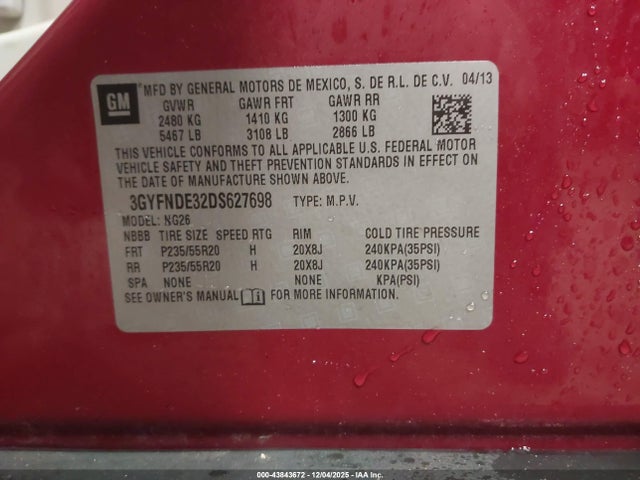 GM
MFD BY GENERAL MOTORS DE MEXICO, S. DE R.L. DE C.V. 04/13
GVWR GAWR FRT GAWR RR
2480 KG 1410 KG 1300 KG
5467 LB 3108 LB 2866 LB
THIS VEHICLE CONFORMS TO ALL APPLICABLE U.S. FEDERAL MOTOR
VEHICLE SAFETY AND THEFT PREVENTION STANDARDS IN EFFECT ON
THE DATE OF MANUFACTURE SHOWN ABOVE.
3GYFNDE32DS627698 TYPE: M.P.V.
MODEL: NG26
NBBB TIRE SIZE SPEED RTG RIM COLD TIRE PRESSURE
FRT P235/55R20 H 20X8J 240KPA(35PSI)
RR P235/55R20 H 20X8J 240KPA(35PSI)
SPA NONE NONE KPA(PSI)
SEE OWNER'S MANUAL FOR MORE INFORMATION.
000-43843672 - 12/04/2025 - IAA Inc.